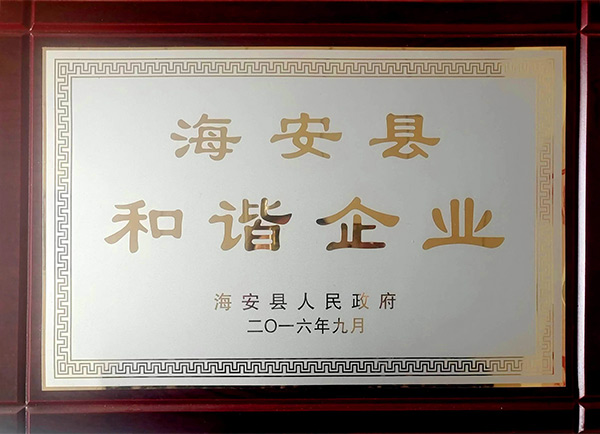 海安县
和谐企业
海安县人民政府
二〇一六年九月